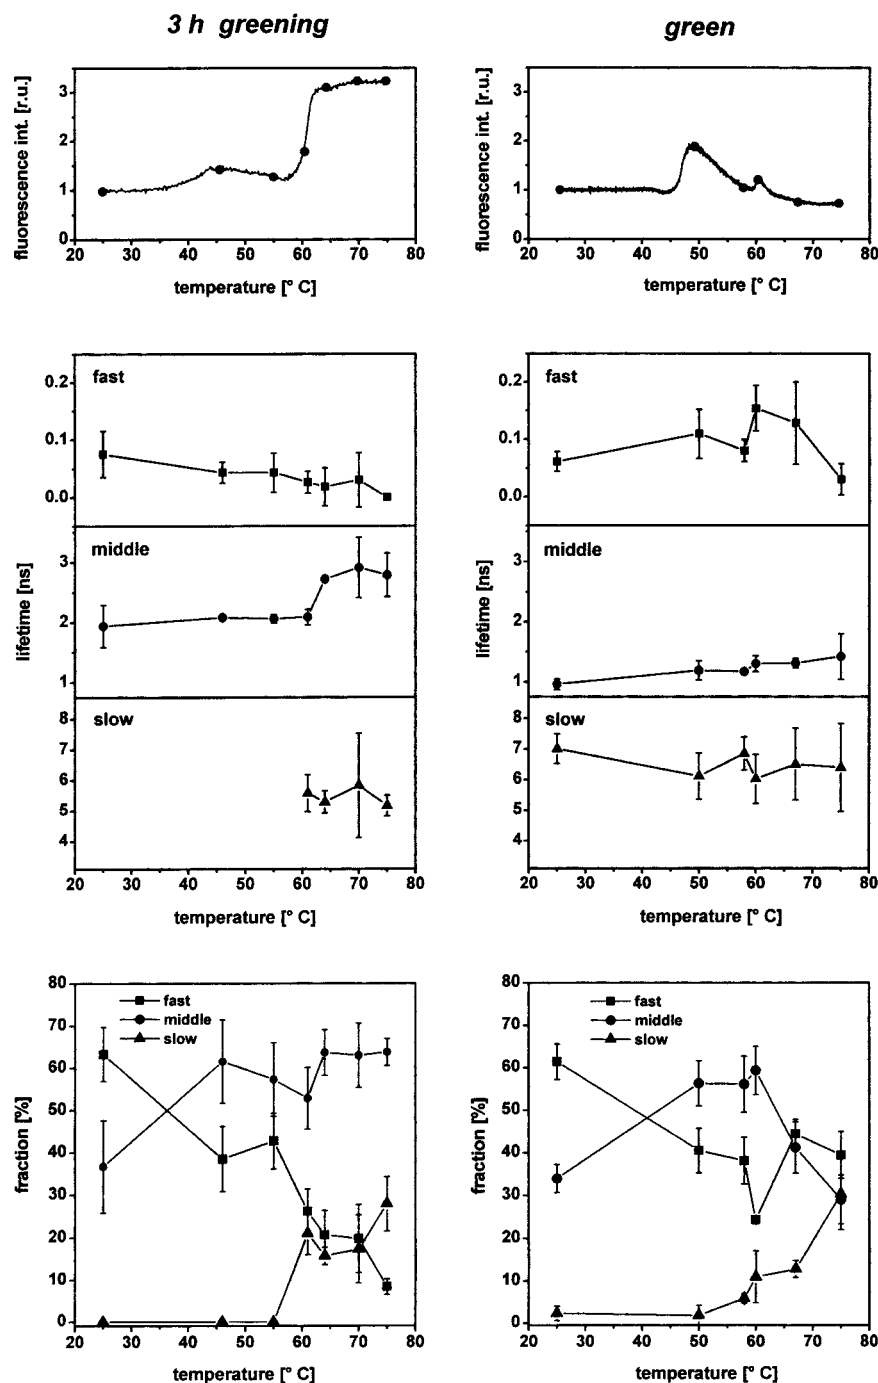 3 h greening
green
fluorescence int. [r.u.]
3
2
1
0
20 30 40 50 60 70 80
temperature [° C]
fluorescence int. [r.u.]
3
2
1
0
20 30 40 50 60 70 80
temperature [° C]
lifetime [ns]
fast
0.2
0.1
0.0
middle
3
2
1
slow
8
7
6
5
4
20 30 40 50 60 70 80
temperature [° C]
lifetime [ns]
fast
0.2
0.1
0.0
middle
3
2
1
slow
8
7
6
5
4
20 30 40 50 60 70 80
temperature [° C]
fraction [%]
80
70
60
50
40
30
20
10
0
fast
middle
slow
20 30 40 50 60 70 80
temperature [° C]
fraction [%]
80
70
60
50
40
30
20
10
0
fast
middle
slow
20 30 40 50 60 70 80
temperature [° C]